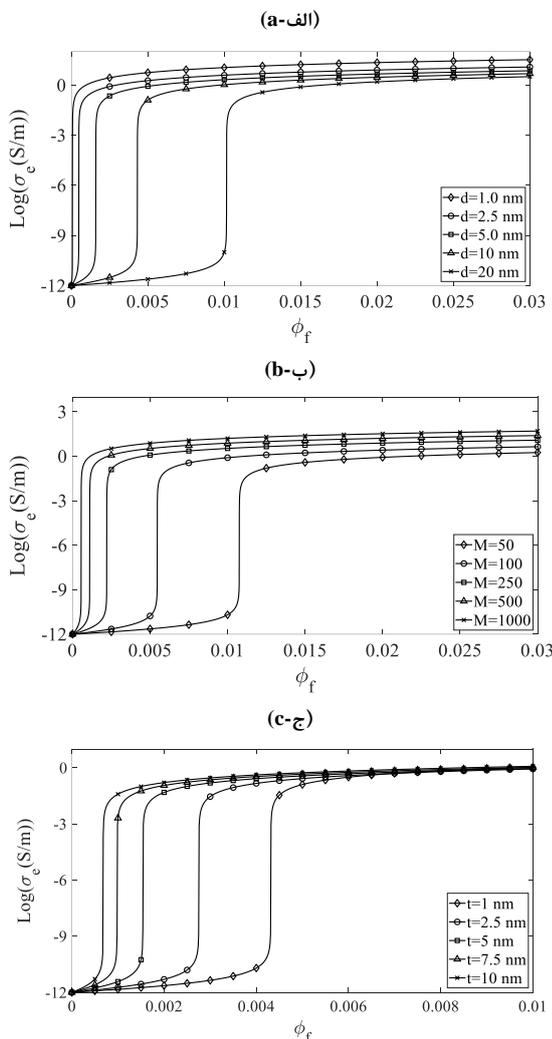 (a-الف)
Log(σe(S/m))
0
-3
-6
-9
-12
d=1.0 nm
d=2.5 nm
d=5.0 nm
d=10 nm
d=20 nm
0 0.005 0.01 0.015 0.02 0.025 0.03
ϕf
(b-ب)
Log(σe(S/m))
3
0
-3
-6
-9
-12
M=50
M=100
M=250
M=500
M=1000
0 0.005 0.01 0.015 0.02 0.025 0.03
ϕf
(c-ج)
Log(σe(S/m))
0
-3
-6
-9
-12
t=1 nm
t=2.5 nm
t=5 nm
t=7.5 nm
t=10 nm
0 0.002 0.004 0.006 0.008 0.01
ϕf